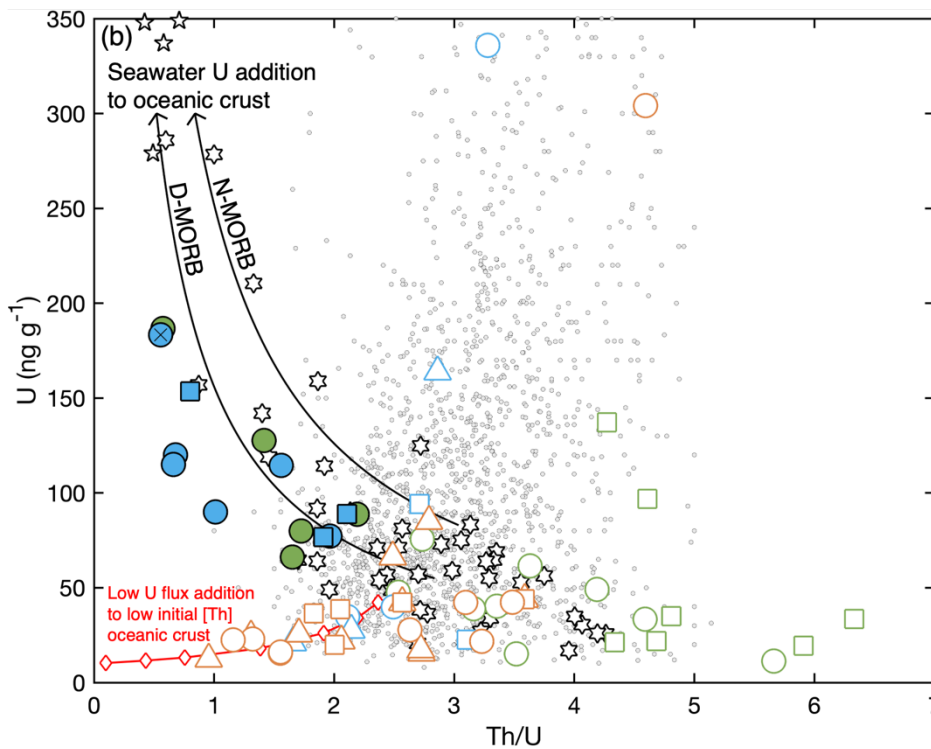 350
(b)
Seawater U addition
to oceanic crust
300
D-MORB
N-MORB
250
200
U (ng g⁻¹)
150
100
50
Low U flux addition
to low initial [Th]
oceanic crust
0
0 1 2 3 4 5 6 7
Th/U